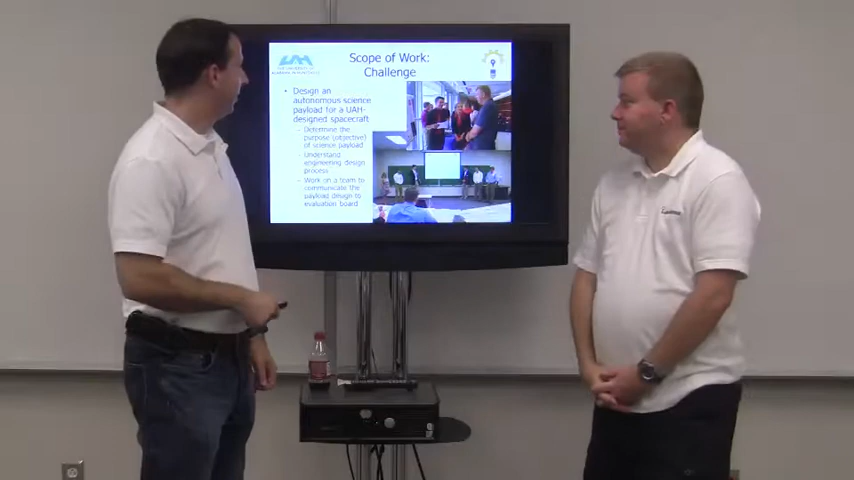 UAH
Scope of Work:
Challenge
• Design an
autonomous science
payload for a UAH-
designed spacecraft
– Determine the
purpose (objective)
of science payload
– Understand
engineering design
process
– Work on a team to
communicate the
payload design to
evaluation board